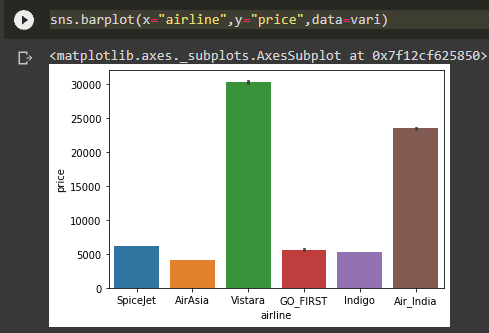 sns.barplot(x="airline",y="price",data=vari)
<matplotlib.axes._subplots.AxesSubplot at 0x7f12cf625850>
30000
25000
20000
15000
10000
5000
0
price
SpiceJet AirAsia Vistara GO_FIRST Indigo Air_India
airline